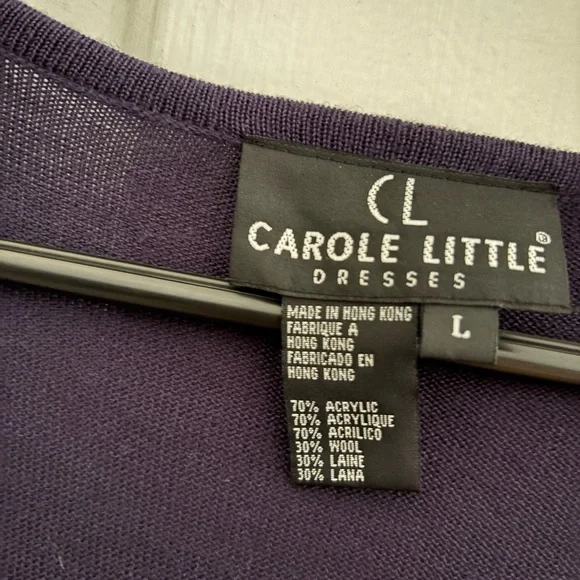 CL
CAROLE LITTLE®
DRESSES
L
MADE IN HONG KONG
FABRIQUE A
HONG KONG
FABRICADO EN
HONG KONG
70% ACRYLIC
70% ACRYLIQUE
70% ACRILICO
30% WOOL
30% LAINE
30% LANA